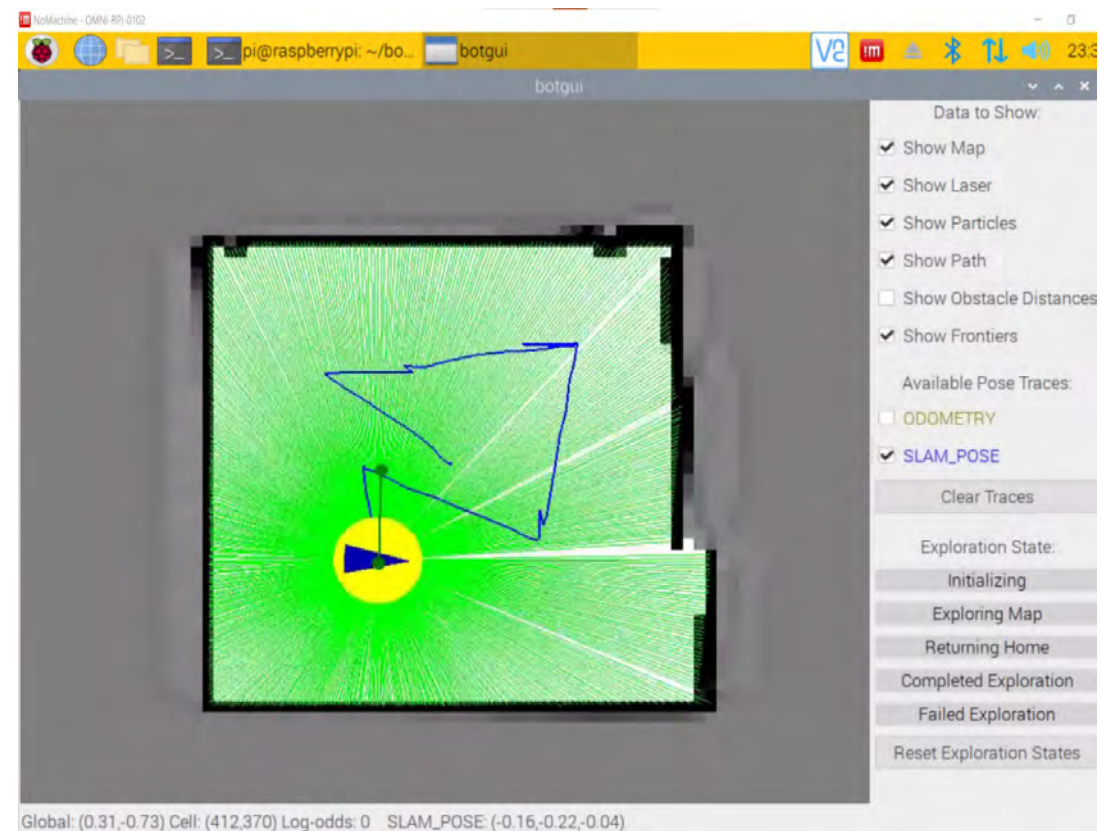 NoMachine - OMNI-RPI-0102
pi@raspberrypi: ~/bo... botgui V2 !m 23:3
botgui
Data to Show:
Show Map
Show Laser
Show Particles
Show Path
Show Obstacle Distances
Show Frontiers
Available Pose Traces:
ODOMETRY
SLAM_POSE
Clear Traces
Exploration State:
Initializing
Exploring Map
Returning Home
Completed Exploration
Failed Exploration
Reset Exploration States
Global: (0.31,-0.73) Cell: (412,370) Log-odds: 0 SLAM_POSE: (-0.16,-0.22,-0.04)